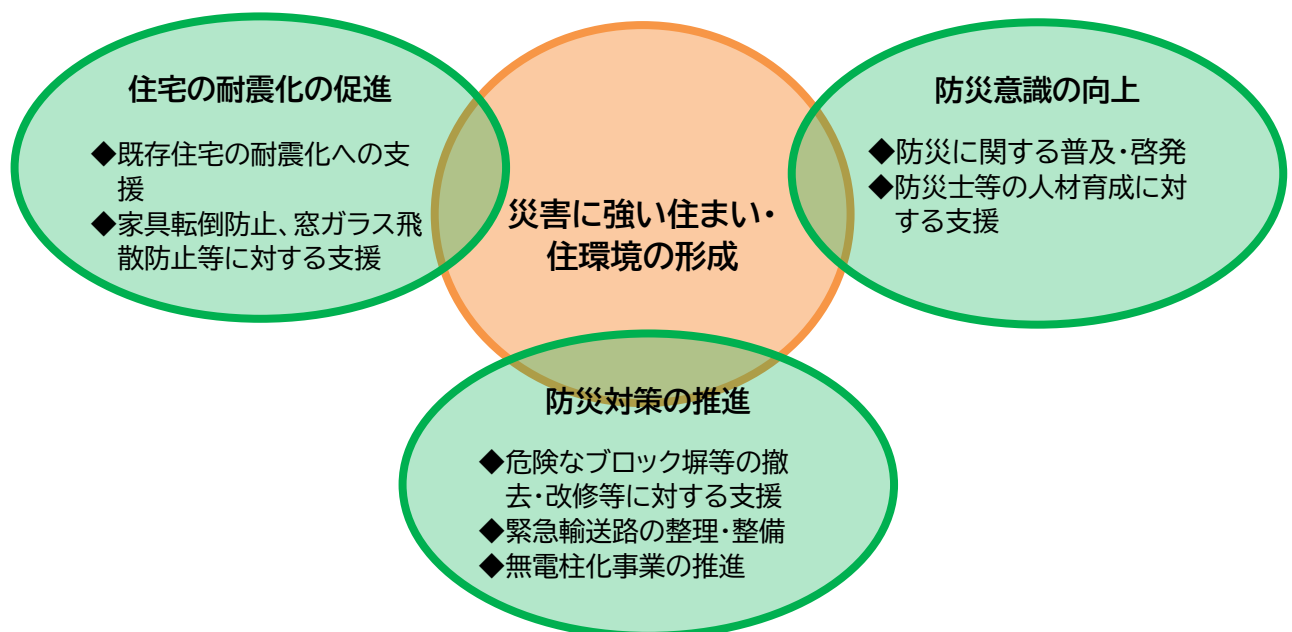 住宅の耐震化の促進
◆既存住宅の耐震化への支
援
◆家具転倒防止、窓ガラス飛
散防止等に対する支援
災害に強い住まい・
住環境の形成
防災意識の向上
◆防災に関する普及・啓発
◆防災士等の人材育成に対
する支援
防災対策の推進
◆危険なブロック塀等の撤
去・改修等に対する支援
◆緊急輸送路の整理・整備
◆無電柱化事業の推進